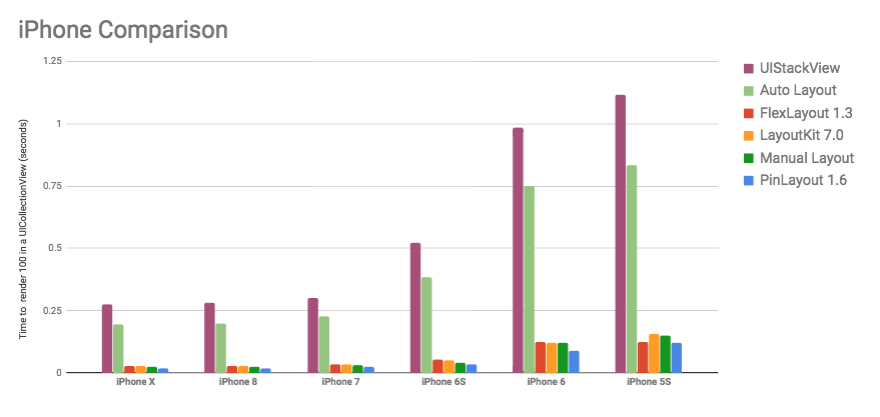 iPhone Comparison
1.25
1
0.75
0.5
0.25
0
Time to render 100 in a UICollectionView (seconds)
iPhone X
iPhone 8
iPhone 7
iPhone 6S
iPhone 6
iPhone 5S
UIStackView
Auto Layout
FlexLayout 1.3
LayoutKit 7.0
Manual Layout
PinLayout 1.6